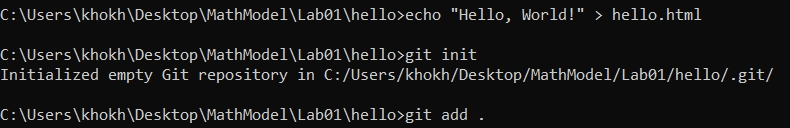 C:\Users\khokh\Desktop\MathModel\Lab01\hello>echo "Hello, World!" > hello.html
C:\Users\khokh\Desktop\MathModel\Lab01\hello>git init
Initialized empty Git repository in C:/Users/khokh/Desktop/MathModel/Lab01/hello/.git/
C:\Users\khokh\Desktop\MathModel\Lab01\hello>git add .